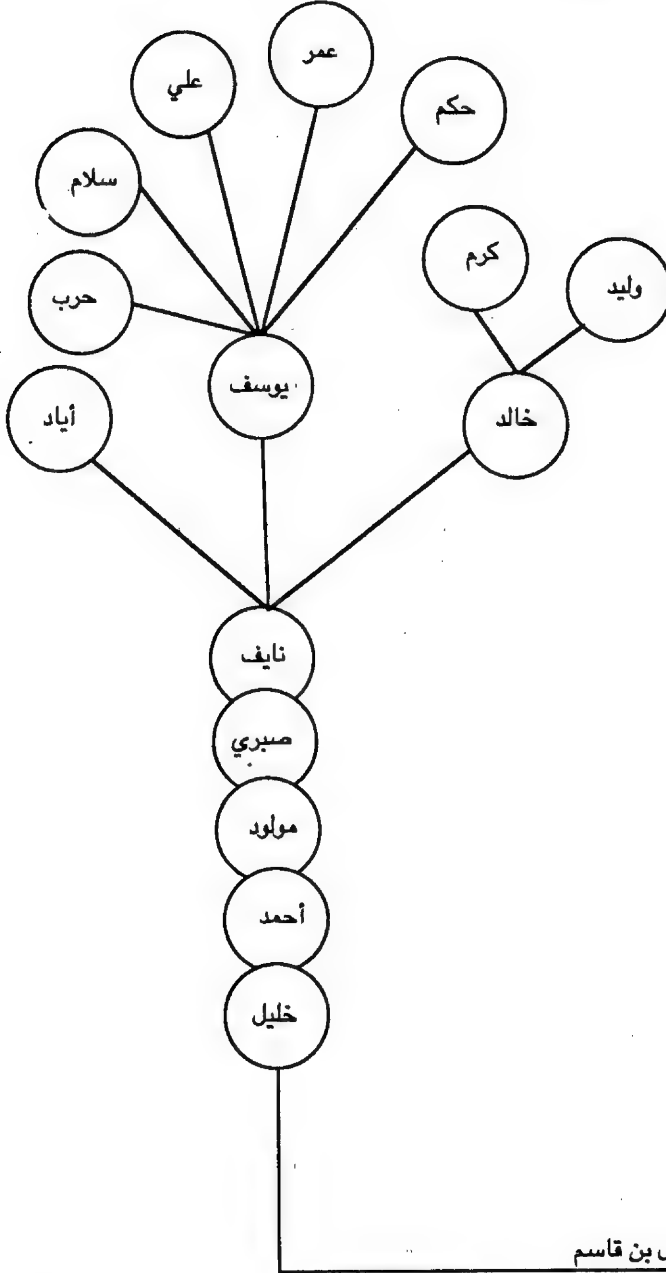 عمر
علي
حكم
سلام
كرم
وليد
حرب
يوسف
أياد
خالد
نايف
صبري
مولود
أحمد
خليل
بن قاسم